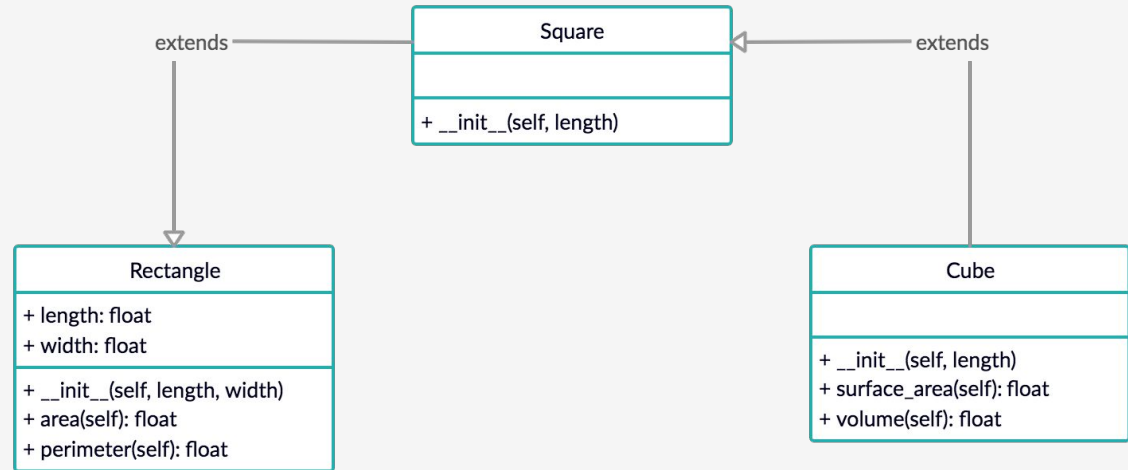 extends
Square
extends
+ __init__(self, length)
Rectangle
+ length: float
+ width: float
+ __init__(self, length, width)
+ area(self): float
+ perimeter(self): float
Cube
+ __init__(self, length)
+ surface_area(self): float
+ volume(self): float